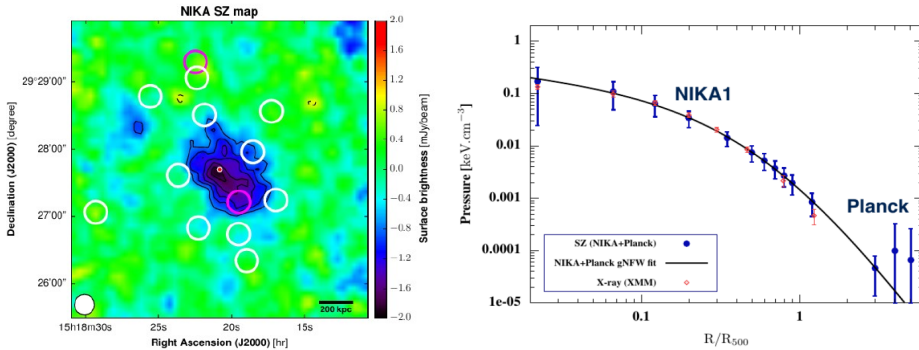 NIKA SZ map
Declination (J2000) [degree]
29°29'00"
28'00"
27'00"
26'00"
15h18m30s
25s
20s
15s
Right Ascension (J2000) [hr]
200 kpc
2.0
1.6
1.2
0.8
0.4
0.0
−0.4
−0.8
−1.2
−1.6
−2.0
Surface brightness [mJy/beam]
Pressure [keV.cm−3]
1
0.1
0.01
0.001
0.0001
1e-05
NIKA1
Planck
SZ (NIKA+Planck)
NIKA+Planck gNFW fit
X-ray (XMM)
0.1
1
R/R500